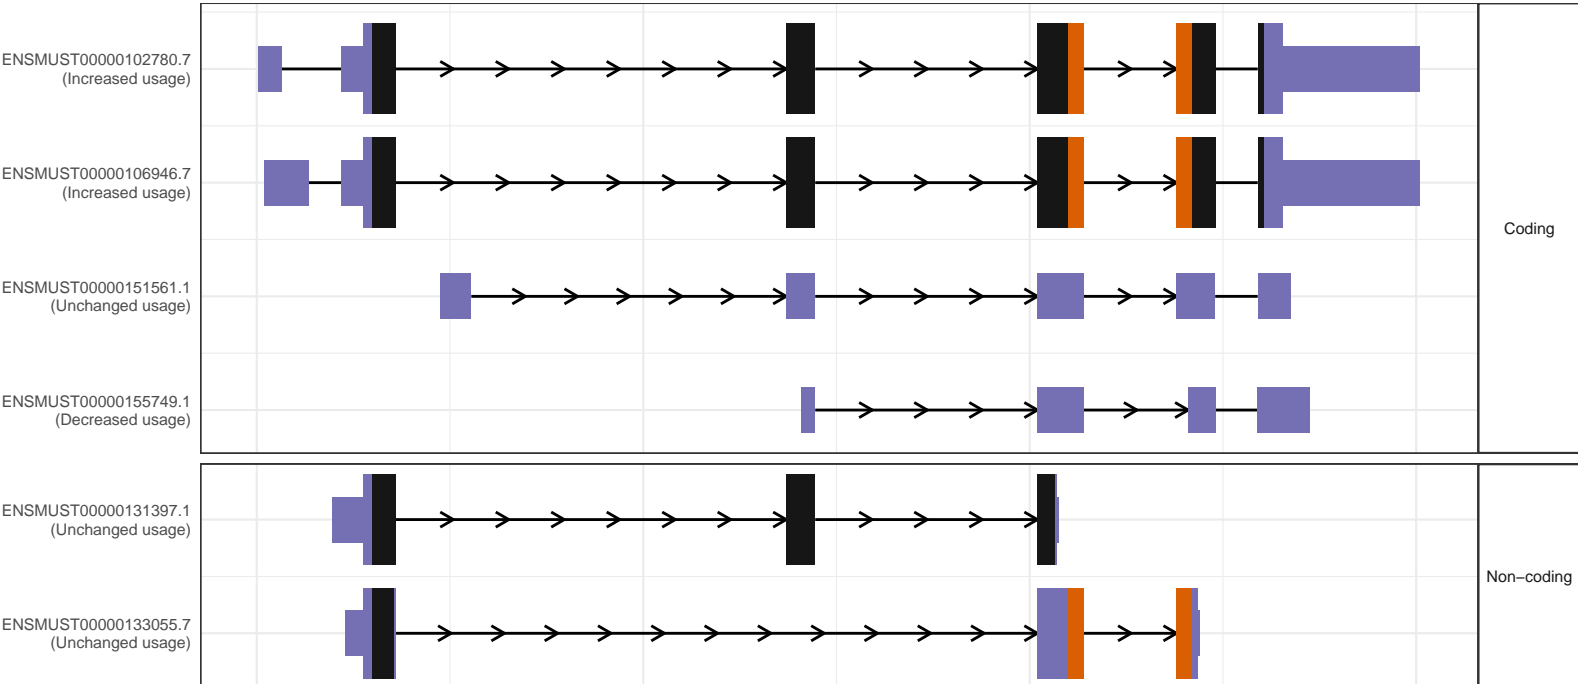 ENSMUST00000102780.7
(Increased usage)
ENSMUST00000106946.7
(Increased usage)
ENSMUST00000151561.1
(Unchanged usage)
ENSMUST00000155749.1
(Decreased usage)
Coding
ENSMUST00000131397.1
(Unchanged usage)
ENSMUST00000133055.7
(Unchanged usage)
Non−coding